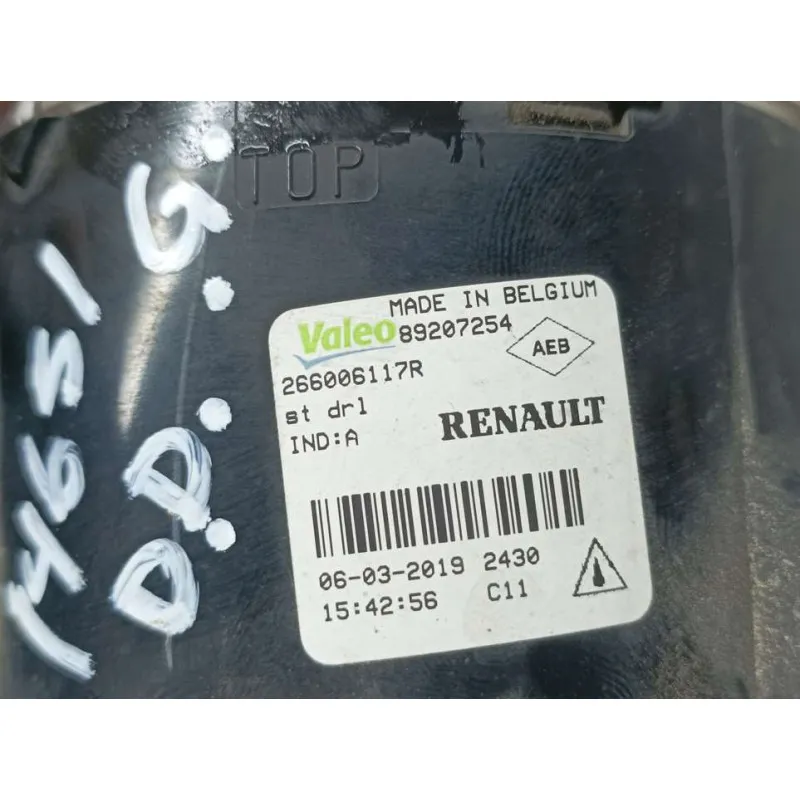 TOP
MADE IN BELGIUM
Valeo 89207254
AEB
266006117R
st drl
RENAULT
IND:A
06-03-2019 2430
15:42:56 C11
D.D.G.